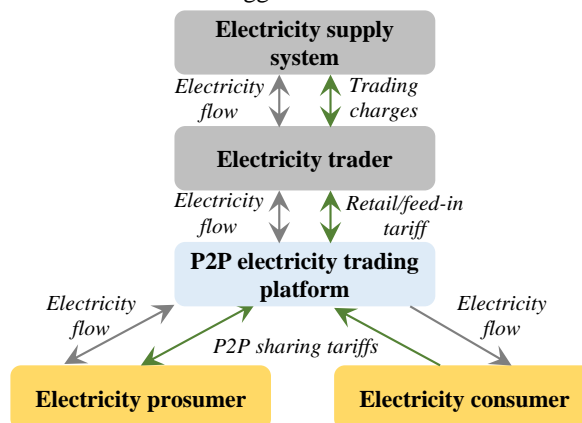 Electricity supply
system
Electricity
flow
Trading
charges
Electricity trader
Electricity
flow
Retail/feed-in
tariff
P2P electricity trading
platform
Electricity
flow
Electricity
flow
P2P sharing tariffs
Electricity prosumer
Electricity consumer